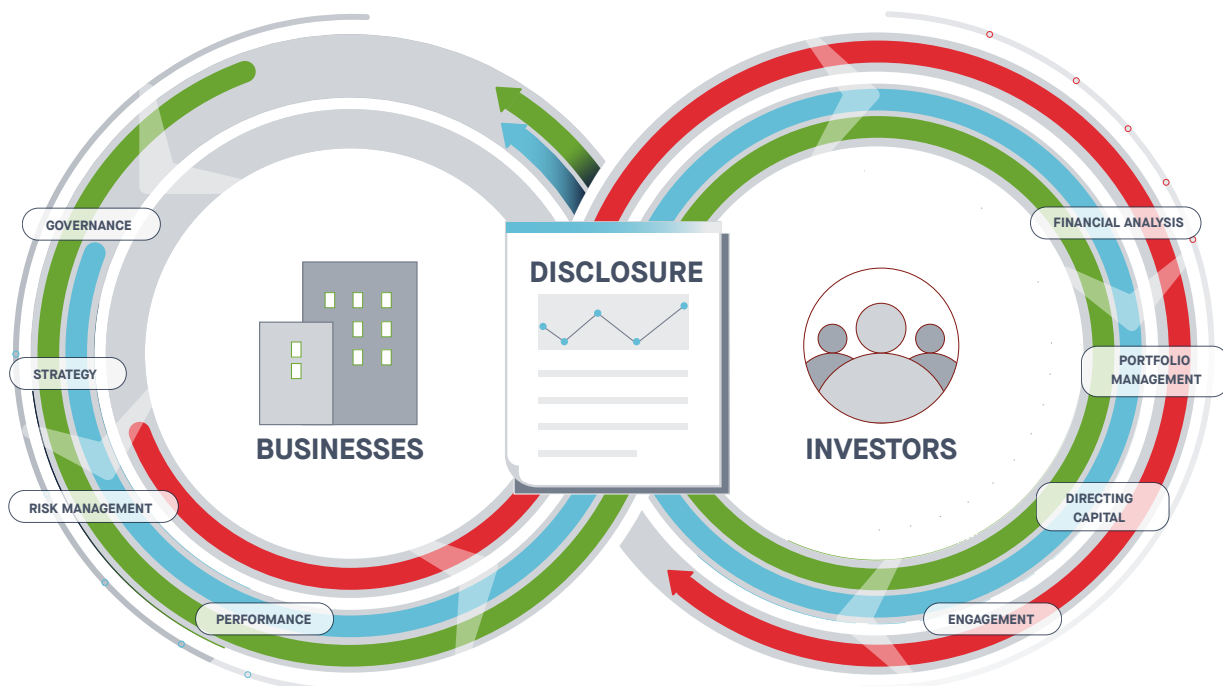 DISCLOSURE
BUSINESSES
INVESTORS
GOVERNANCE
STRATEGY
RISK MANAGEMENT
PERFORMANCE
FINANCIAL ANALYSIS
PORTFOLIO
MANAGEMENT
DIRECTING
CAPITAL
ENGAGEMENT